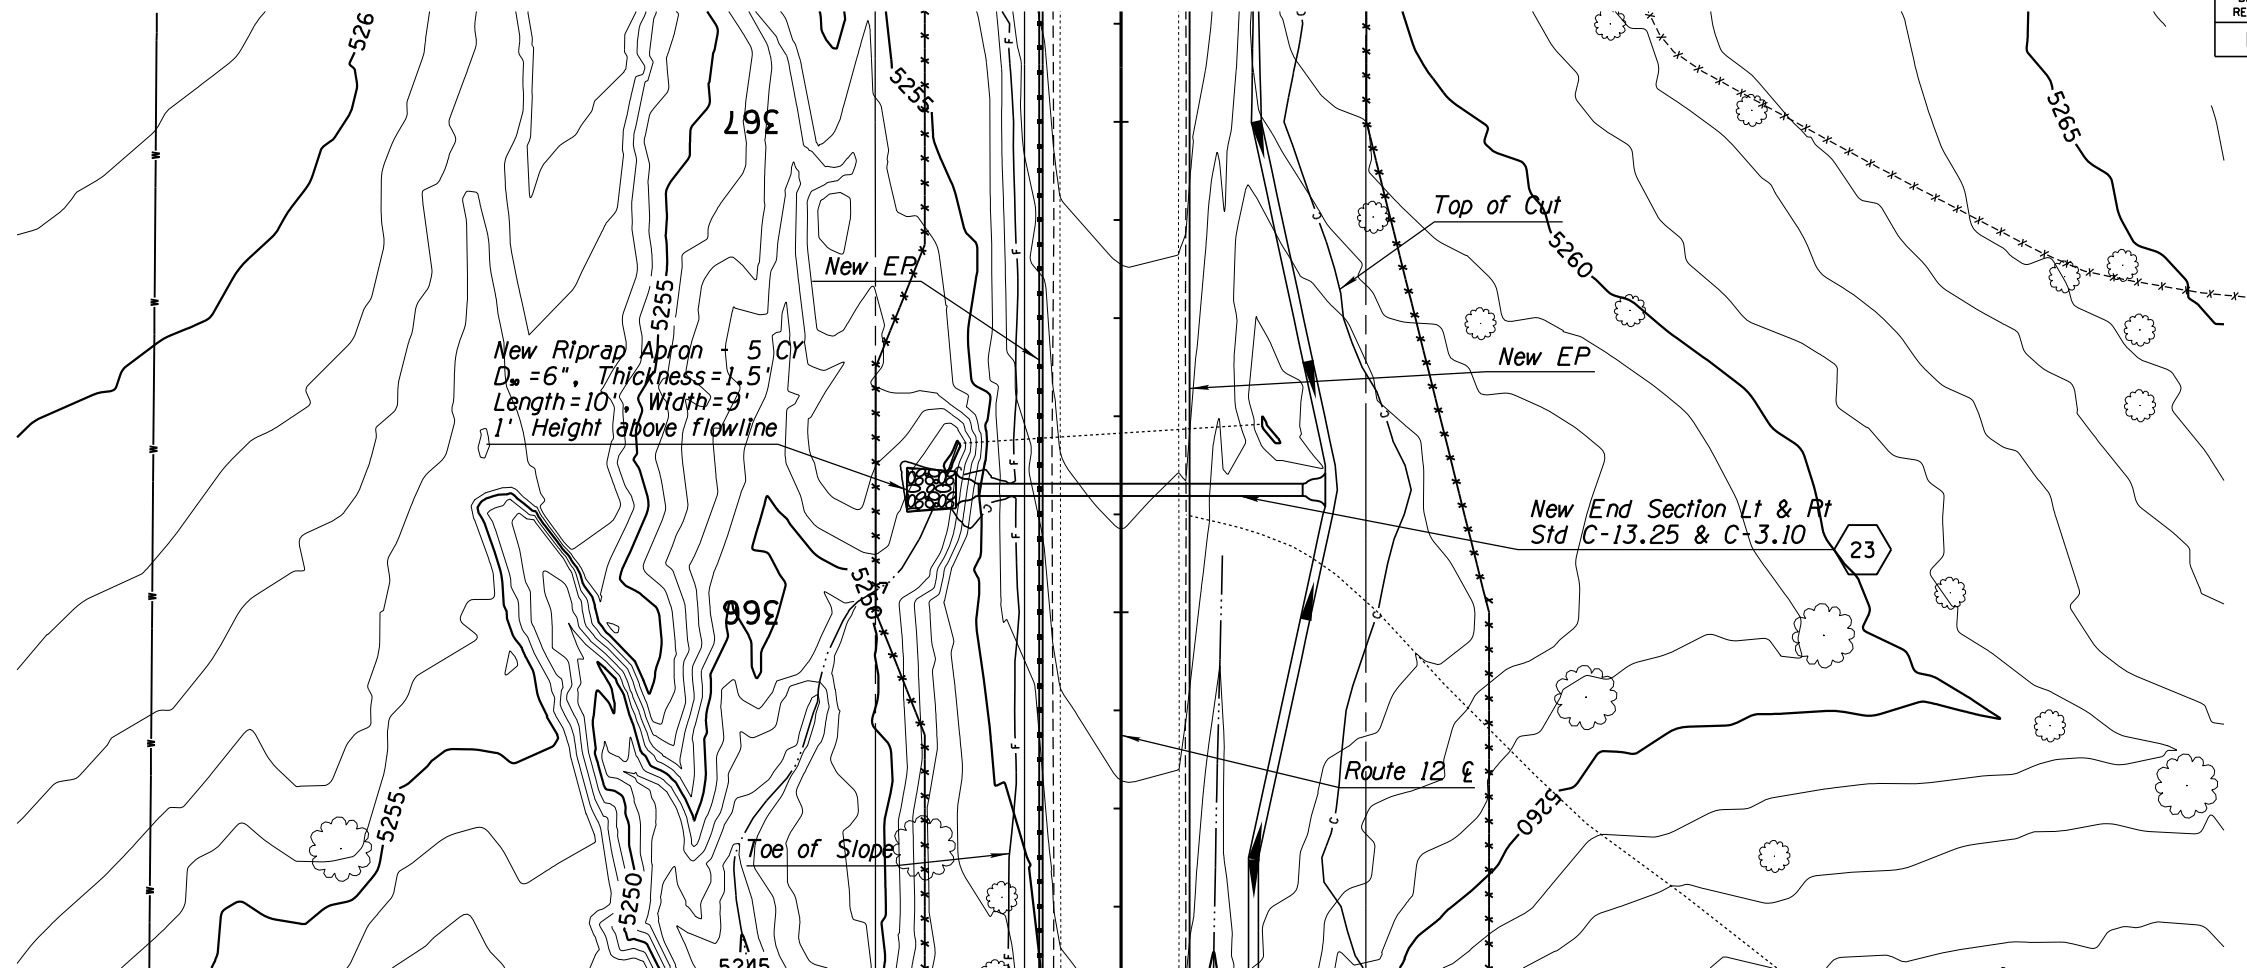 RE
526
5255
367
5265
Top of Cut
5260
New EP
5255
New Riprap Apron - 5 CY
D₅₀=6", Thickness=1.5'
Length=10', Width=9'
1' Height above flowline
New EP
New End Section Lt & Rt
Std C-13.25 & C-3.10
23
5250
366
Route 12 ℄
5260
5255
Toe of Slope
5250
5245
W
W
W
W
W
W
F
F
F
F
F
F
C
C
C
C
C
C